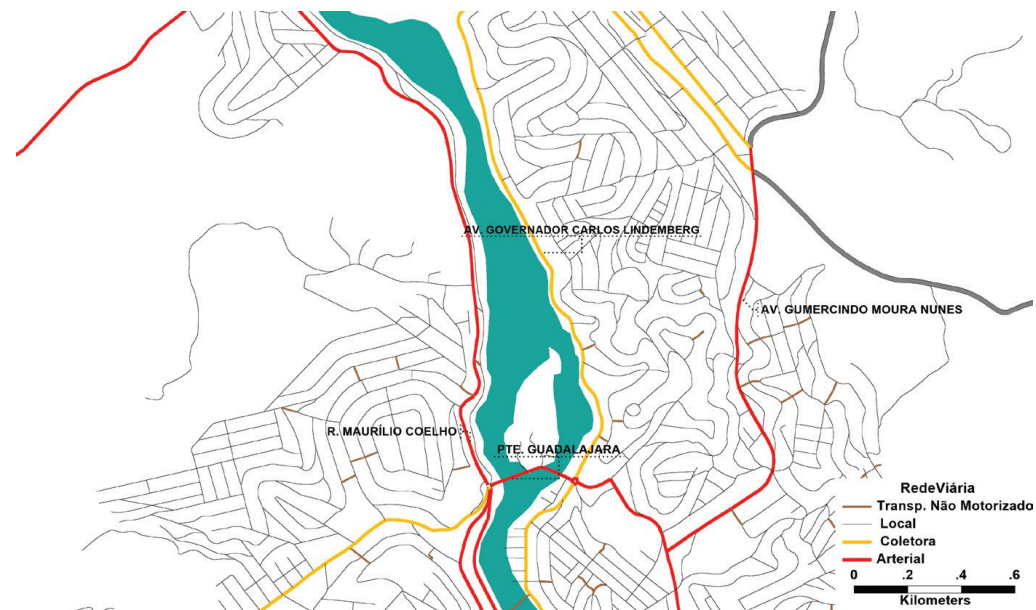 AV. GOVERNADOR CARLOS LINDEMBERG
AV. GUMERCINDO MOURA NUNES
R. MAURÍLIO COELHO
PTE. GUADALAJARA
RedeViária
Transp. Não Motorizado
Local
Coletora
Arterial
0 .2 .4 .6
Kilometers